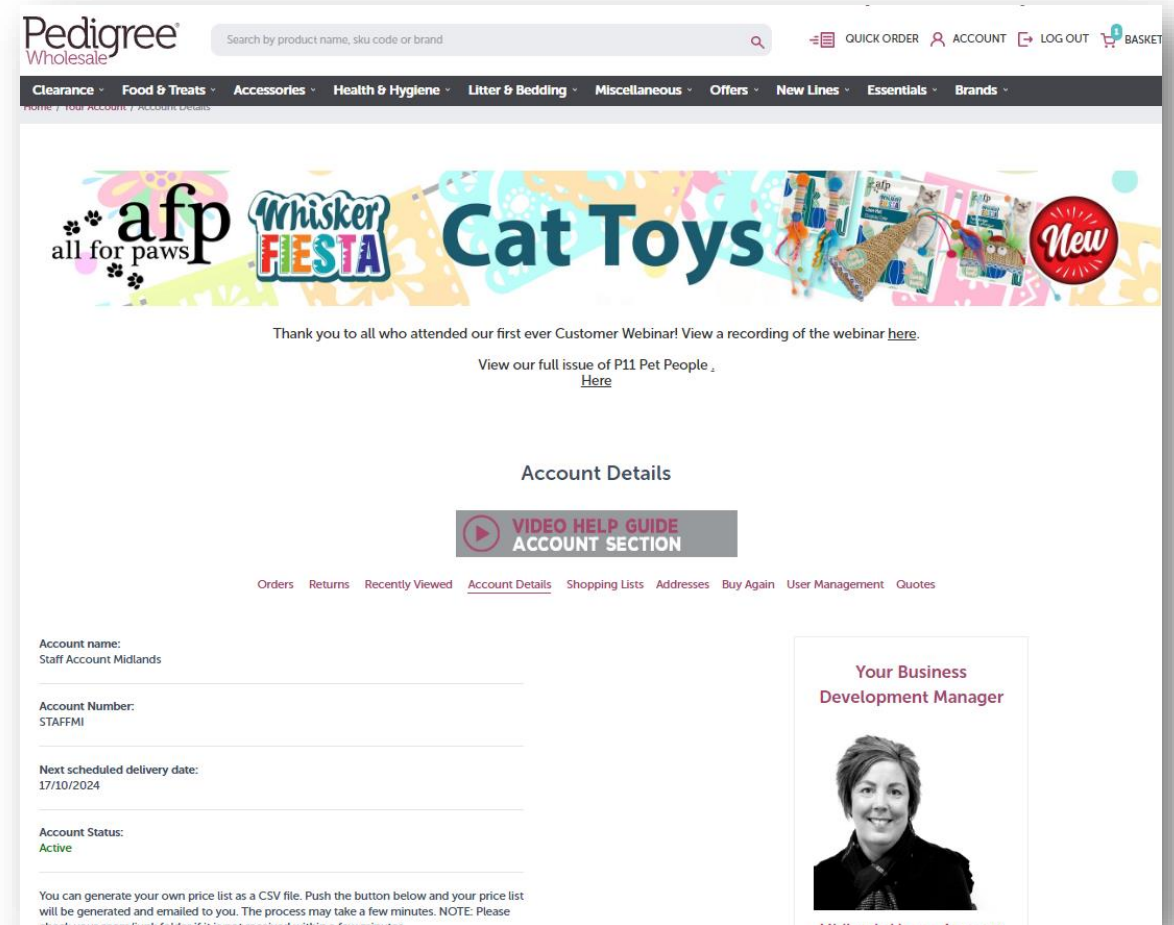 Pedigree
Wholesale
Search by product name, sku code or brand
QUICK ORDER ACCOUNT LOG OUT 1 BASKET
Clearance Food & Treats Accessories Health & Hygiene Litter & Bedding Miscellaneous Offers New Lines Essentials Brands
Home / Your Account / Account Details
afp
all for paws
Whisker
FIESTA
Cat Toys
New
Thank you to all who attended our first ever Customer Webinar! View a recording of the webinar here.
View our full issue of P11 Pet People .
Here
Account Details
VIDEO HELP GUIDE
ACCOUNT SECTION
Orders Returns Recently Viewed Account Details Shopping Lists Addresses Buy Again User Management Quotes
Account name:
Staff Account Midlands
Account Number:
STAFFMI
Next scheduled delivery date:
17/10/2024
Account Status:
Active
You can generate your own price list as a CSV file. Push the button below and your price list
will be generated and emailed to you. The process may take a few minutes. NOTE: Please
Your Business
Development Manager